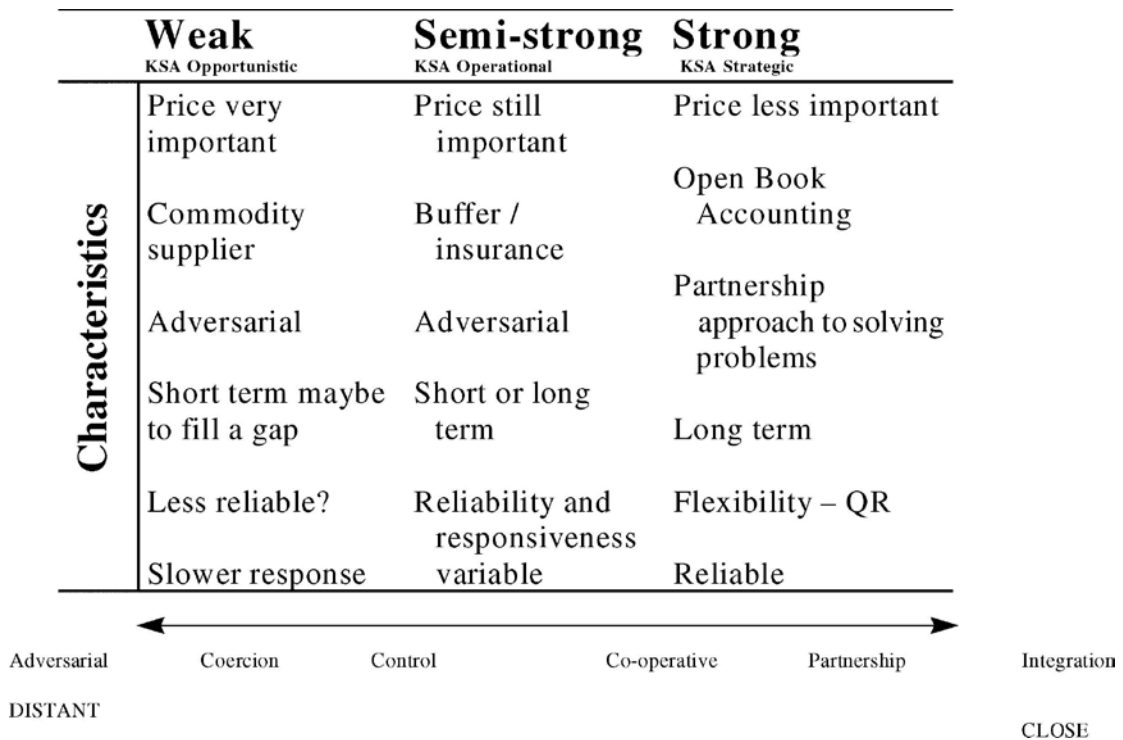 Weak Semi-strong Strong
KSA Opportunistic KSA Operational KSA Strategic
Characteristics
Price very
important
Commodity
supplier
Adversarial
Short term maybe
to fill a gap
Less reliable?
Slower response
Price still
important
Buffer /
insurance
Adversarial
Short or long
term
Reliability and
responsiveness
variable
Price less important
Open Book
Accounting
Partnership
approach to solving
problems
Long term
Flexibility – QR
Reliable
Adversarial Coercion Control Co-operative Partnership Integration
DISTANT
CLOSE